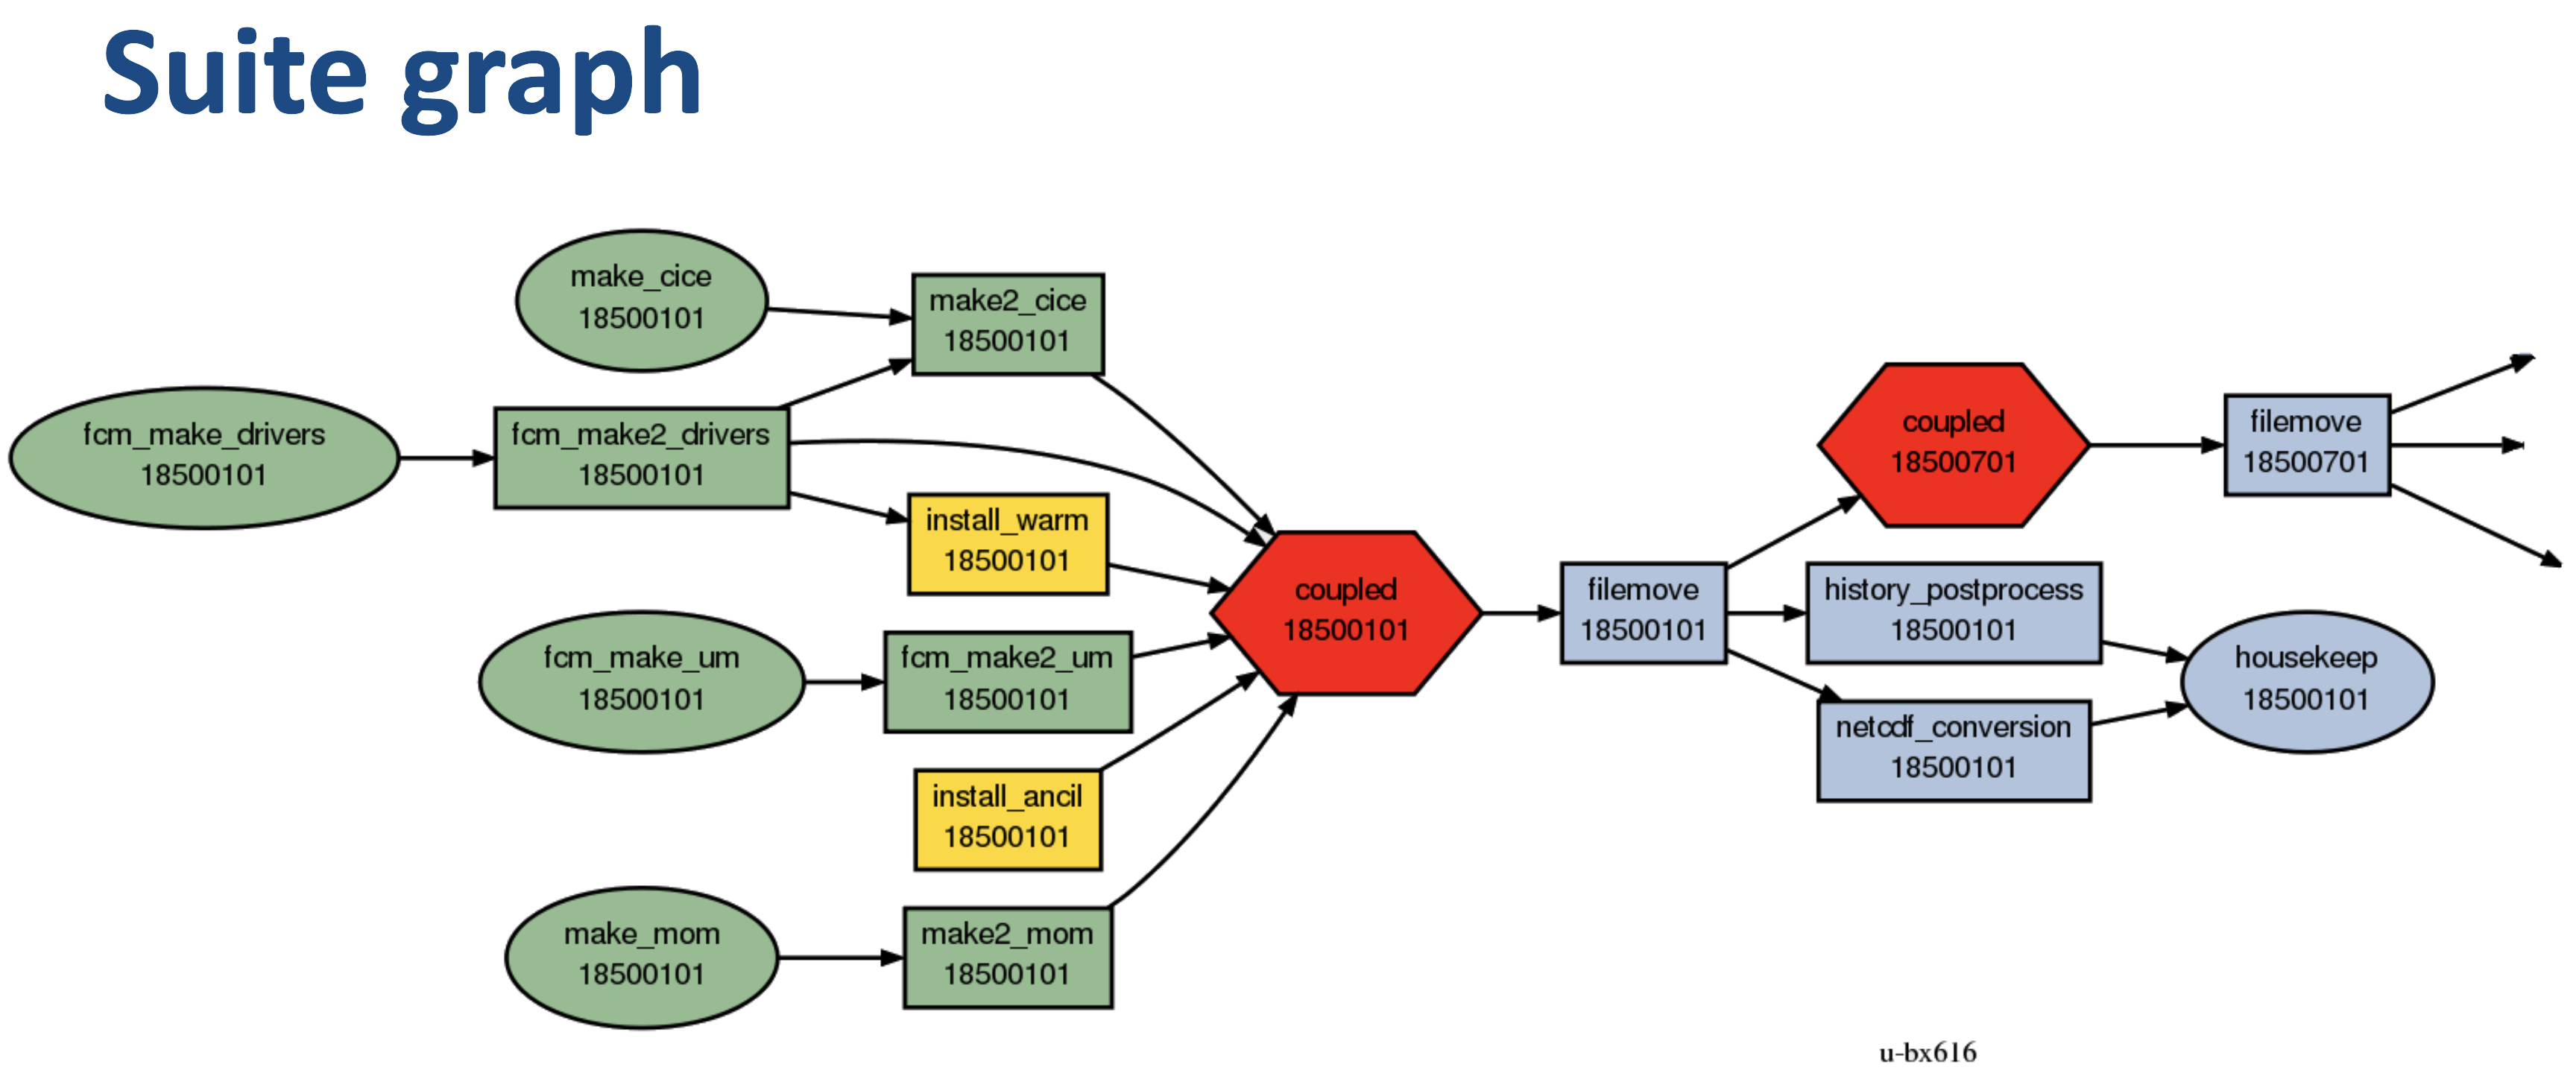 Suite graph
make_cice
18500101
make2_cice
18500101
fcm_make_drivers
18500101
fcm_make2_drivers
18500101
install_warm
18500101
fcm_make_um
18500101
fcm_make2_um
18500101
install_ancil
18500101
make_mom
18500101
make2_mom
18500101
coupled
18500101
filemove
18500101
coupled
18500701
filemove
18500701
history_postprocess
18500101
netcdf_conversion
18500101
housekeep
18500101
u-bx616